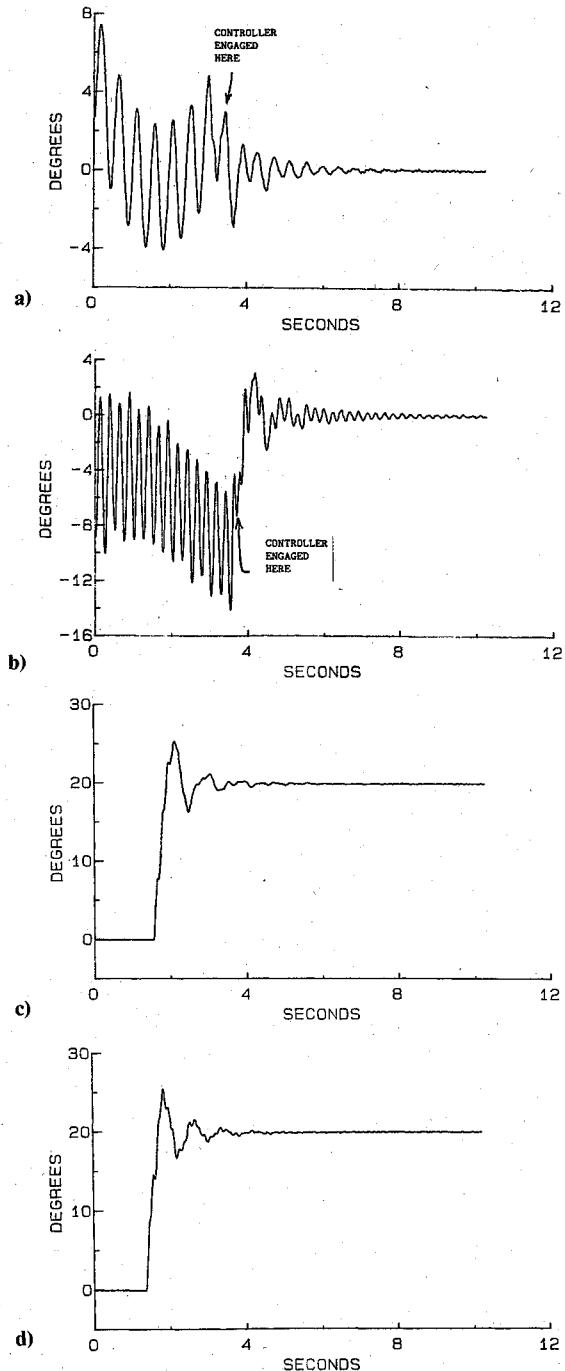 8
4
0
-4
DEGREES
CONTROLLER
ENGAGED
HERE
0
4
8
12
SECONDS
a)
4
0
-4
-8
-12
-16
DEGREES
CONTROLLER
ENGAGED
HERE
0
4
8
12
SECONDS
b)
30
20
10
0
DEGREES
0
4
8
12
SECONDS
c)
30
20
10
0
DEGREES
0
4
8
12
SECONDS
d)